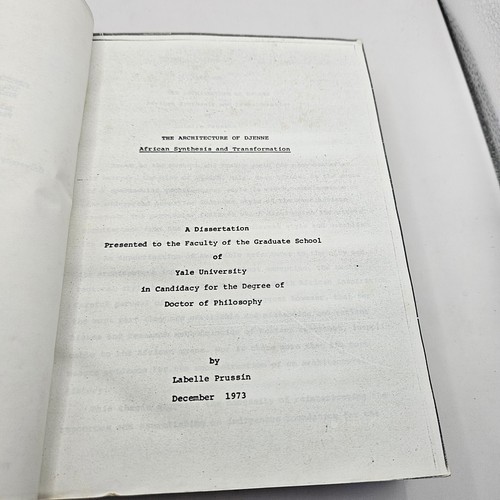 THE ARCHITECTURE OF DJENNE
African Synthesis and Transformation
A Dissertation
Presented to the Faculty of the Graduate School
of
Yale University
in Candidacy for the Degree of
Doctor of Philosophy
by
Labelle Prussin
December 1973